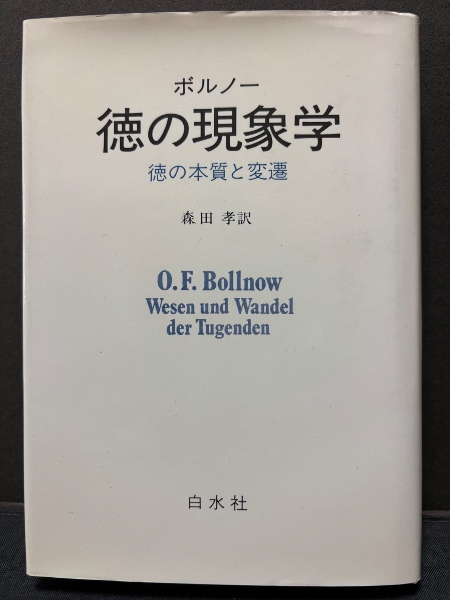 ボルノー
徳の現象学
徳の本質と変遷
森田 孝訳
O.F. Bollnow
Wesen und Wandel
der Tugenden
白水社